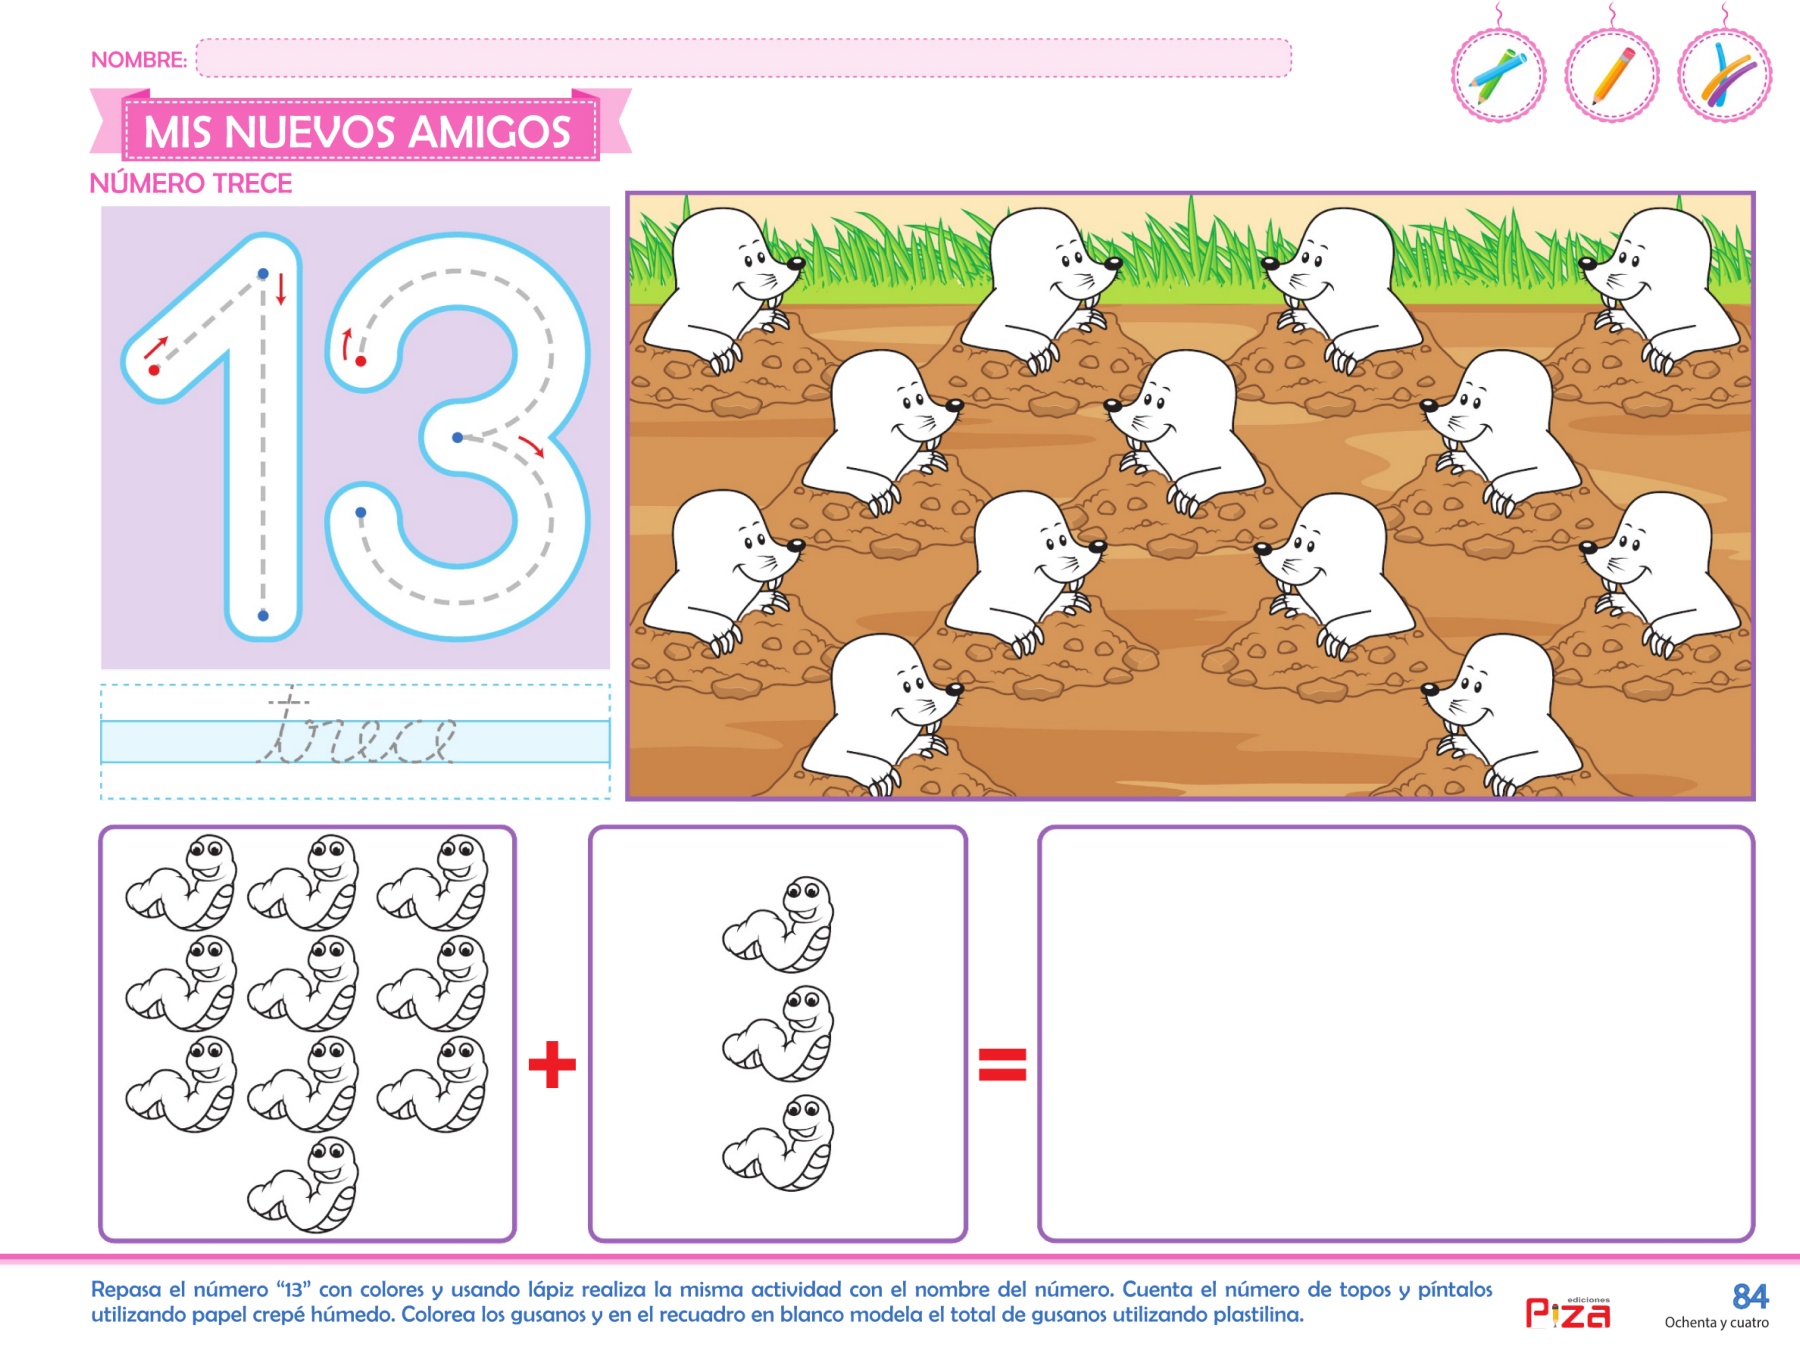 NOMBRE:
MIS NUEVOS AMIGOS
NÚMERO TRECE
13
trece
+
=
Repasa el número “13” con colores y usando lápiz realiza la misma actividad con el nombre del número. Cuenta el número de topos y píntalos
utilizando papel crepé húmedo. Colorea los gusanos y en el recuadro en blanco modela el total de gusanos utilizando plastilina.
ediciones
Piza
84
Ochenta y cuatro